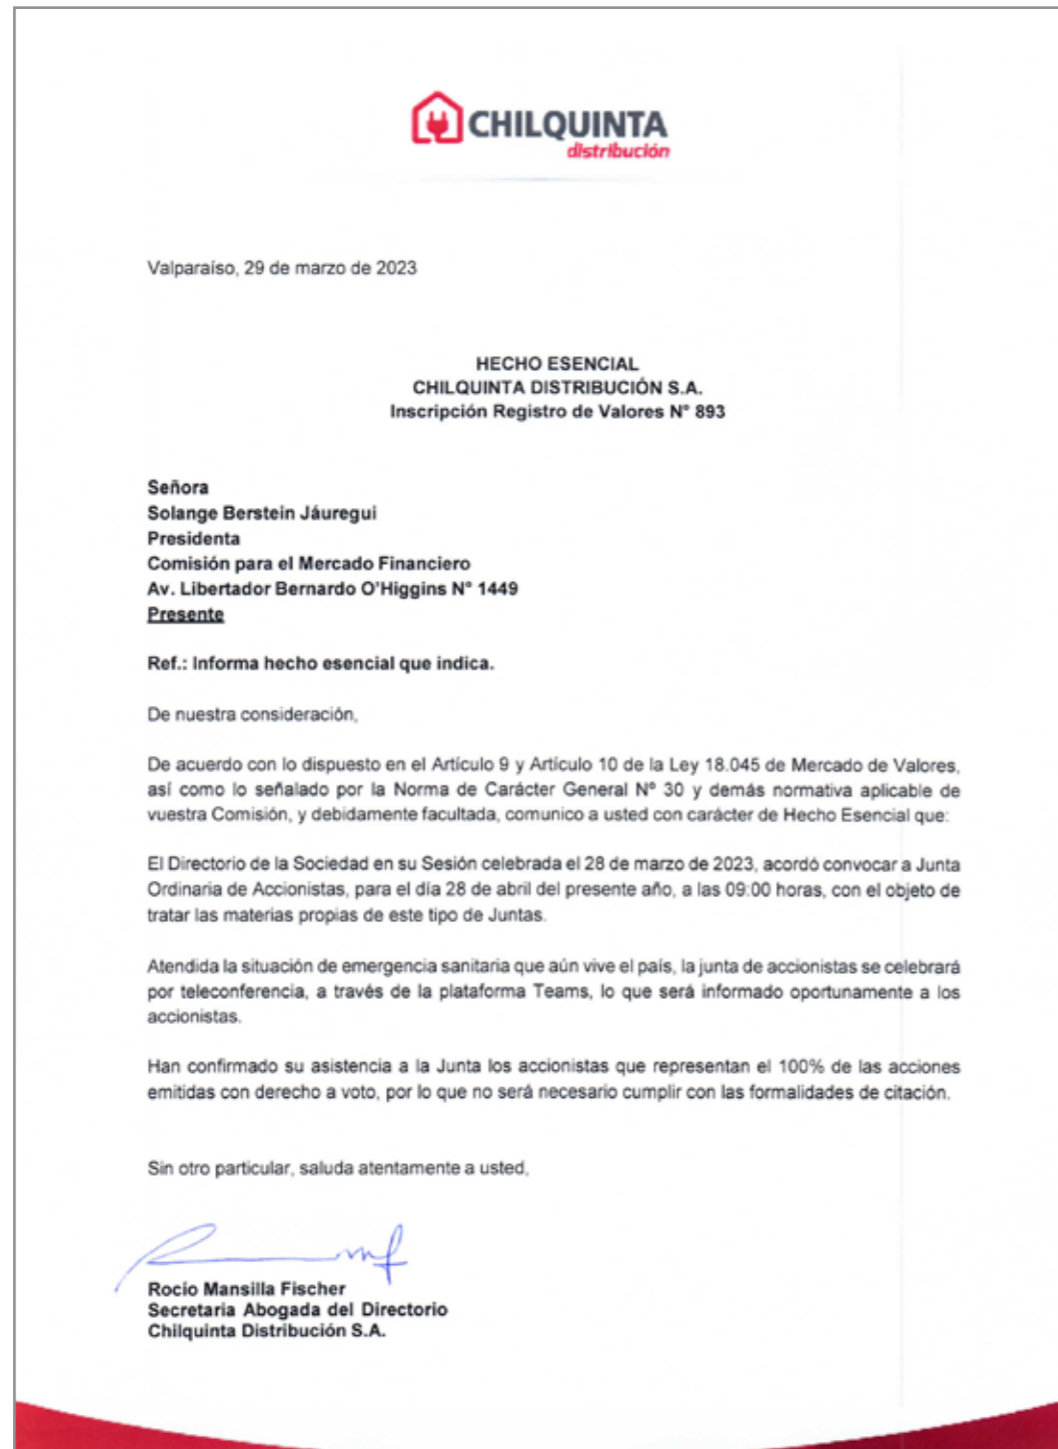 CHILQUINTA
distribución
Valparaíso, 29 de marzo de 2023
HECHO ESENCIAL
CHILQUINTA DISTRIBUCIÓN S.A.
Inscripción Registro de Valores N° 893
Señora
Solange Berstein Jáuregui
Presidenta
Comisión para el Mercado Financiero
Av. Libertador Bernardo O'Higgins N° 1449
Presente
Ref.: Informa hecho esencial que indica.
De nuestra consideración,
De acuerdo con lo dispuesto en el Artículo 9 y Artículo 10 de la Ley 18.045 de Mercado de Valores,
así como lo señalado por la Norma de Carácter General Nº 30 y demás normativa aplicable de
vuestra Comisión, y debidamente facultada, comunico a usted con carácter de Hecho Esencial que:
El Directorio de la Sociedad en su Sesión celebrada el 28 de marzo de 2023, acordó convocar a Junta
Ordinaria de Accionistas, para el día 28 de abril del presente año, a las 09:00 horas, con el objeto de
tratar las materias propias de este tipo de Juntas.
Atendida la situación de emergencia sanitaria que aún vive el país, la junta de accionistas se celebrará
por teleconferencia, a través de la plataforma Teams, lo que será informado oportunamente a los
accionistas.
Han confirmado su asistencia a la Junta los accionistas que representan el 100% de las acciones
emitidas con derecho a voto, por lo que no será necesario cumplir con las formalidades de citación.
Sin otro particular, saluda atentamente a usted,
Rocío Mansilla Fischer
Secretaria Abogada del Directorio
Chilquinta Distribución S.A.